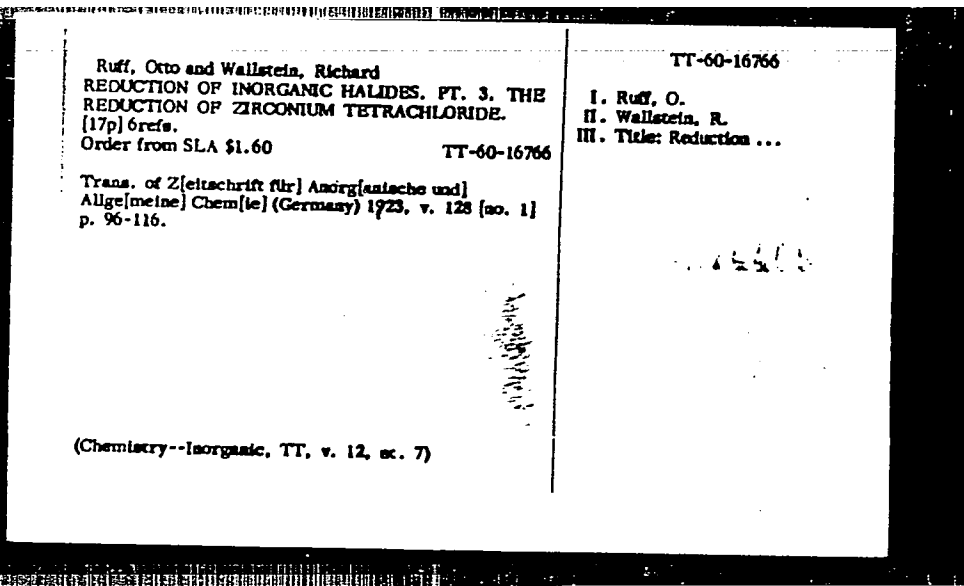 Ruff, Otto and Wallstein, Richard
REDUCTION OF INORGANIC HALIDES. PT. 3. THE
REDUCTION OF ZIRCONIUM TETRACHLORIDE.
[17p] 6refs.
Order from SLA $1.60 TT-60-16766
Trans. of Z[eitschrift für] Anorg[anische und]
Allge[meine] Chem[ie] (Germany) 1923, v. 128 [no. 1]
p. 96-116.
(Chemistry--Inorganic, TT, v. 12, 7)
TT-60-16766
I. Ruff, O.
II. Wallstein, R.
III. Title: Reduction ...